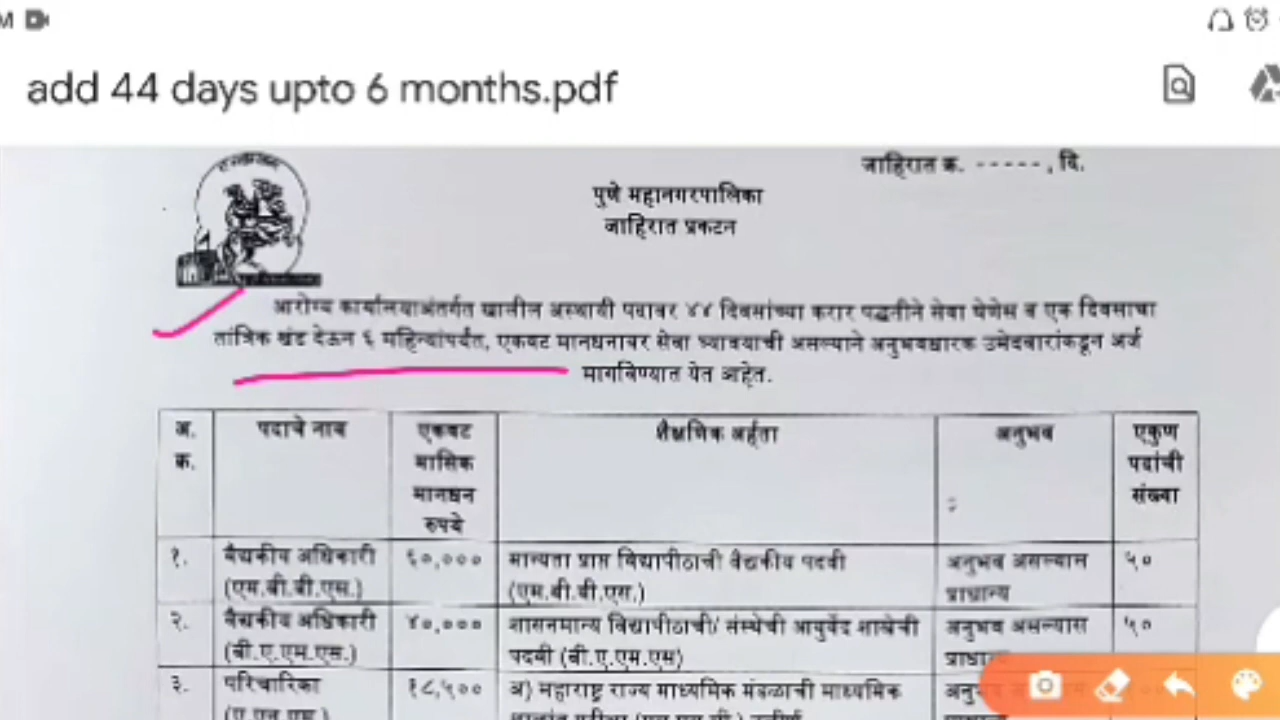 add 44 days upto 6 months.pdf
जाहिरात क्र. -----, दि.
पुणे महानगरपालिका
जाहिरात प्रकटन
आरोग्य कार्यालयाअंतर्गत खालील अस्थायी पदावर ४४ दिवसांच्या करार पद्धतीने सेवा घेणेस व एक दिवसाचा
तांत्रिक खंड देऊन ६ महिन्यांपर्यंत, एकवट मानधनावर सेवा घ्यावयाची असल्याने अनुभवधारक उमेदवारांकडून अर्ज
मागविण्यात येत आहेत.
अ. क्र.
पदाचे नाव
एकवट मासिक मानधन रुपये
शैक्षणिक अर्हता
अनुभव
एकुण पदांची संख्या
१.
वैद्यकीय अधिकारी (एम.बी.बी.एस.)
६०,०००
मान्यता प्राप्त विद्यापीठाची वैद्यकीय पदवी
(एम.बी.बी.एस.)
अनुभव असल्यान प्राधान्य
५०
२.
वैद्यकीय अधिकारी (बी.ए.एम.एस.)
४०,०००
शासनमान्य विद्यापीठाची/ संस्थेची आयुर्वेद शाखेची
पदवी (बी.ए.एम.एस)
अनुभव असल्यास
५०
३.
परिचारिका
१८,५००
अ) महाराष्ट्र राज्य माध्यमिक मंडळाची माध्यमिक